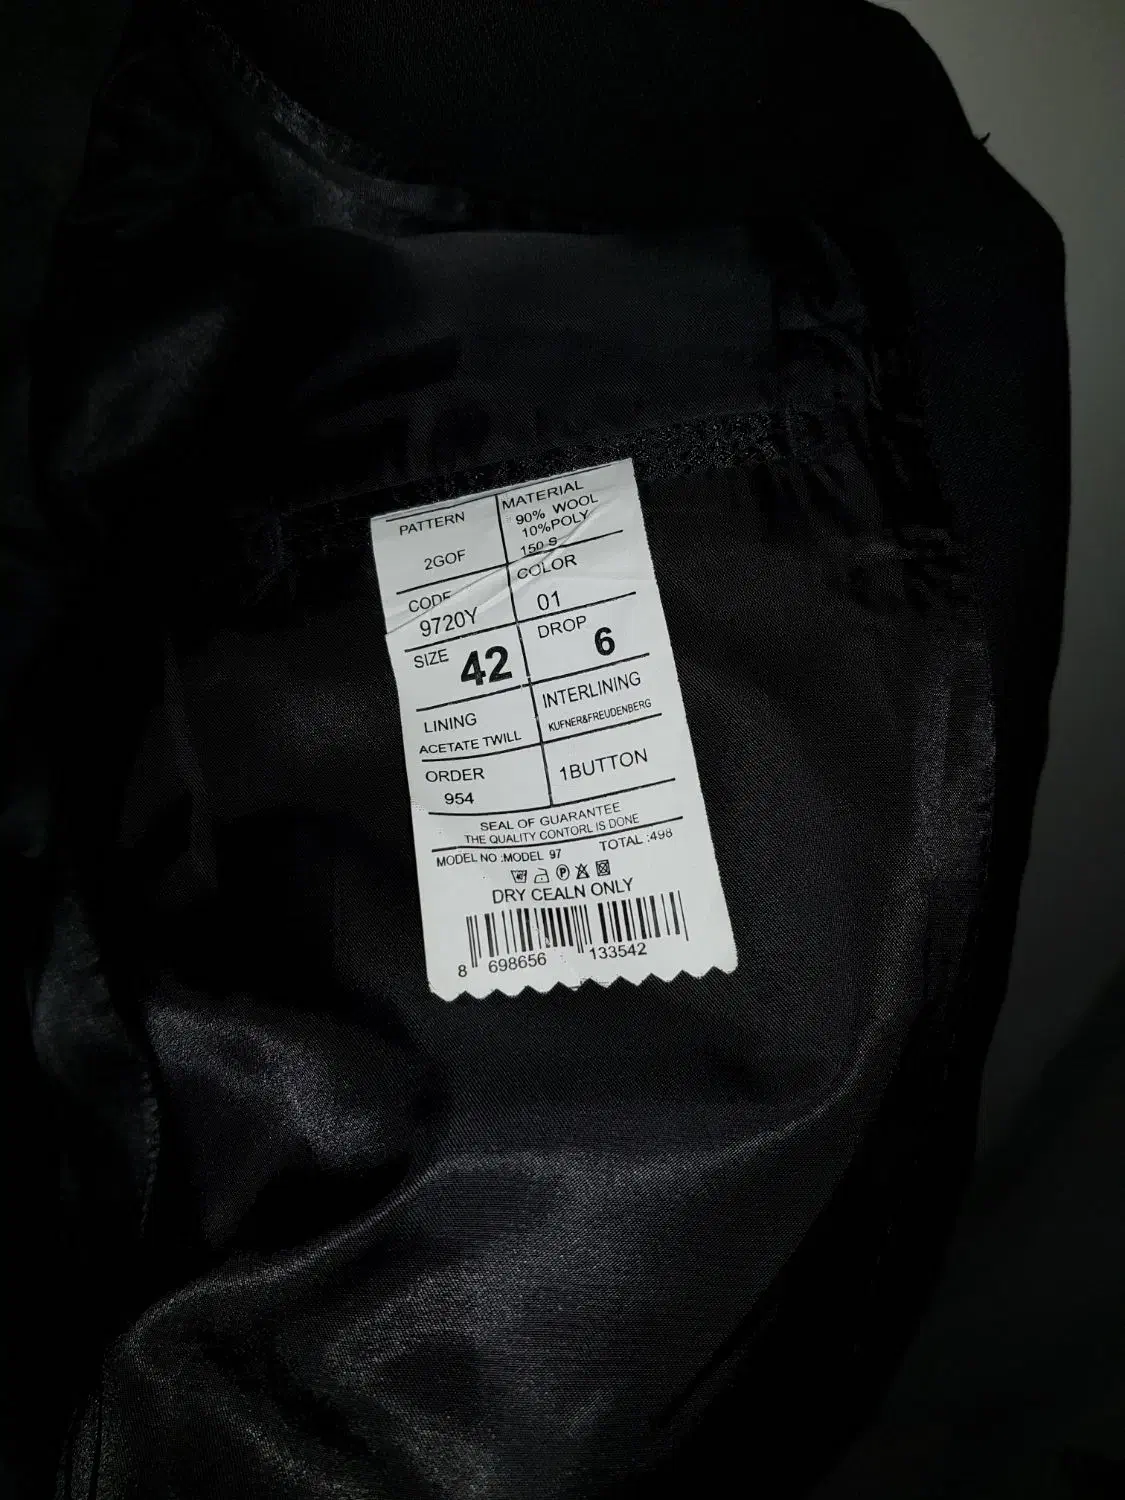 PATTERN
2GOF
MATERIAL
90% WOOL
10%POLY
150 S
CODE
9720Y
COLOR
01
SIZE 42
DROP 6
LINING
ACETATE TWILL
INTERLINING
KUFNER&FREUDENBERG
ORDER
954
1BUTTON
SEAL OF GUARANTEE
THE QUALITY CONTORL IS DONE
MODEL NO :MODEL 97 TOTAL :498
DRY CEALN ONLY
8 698656 133542